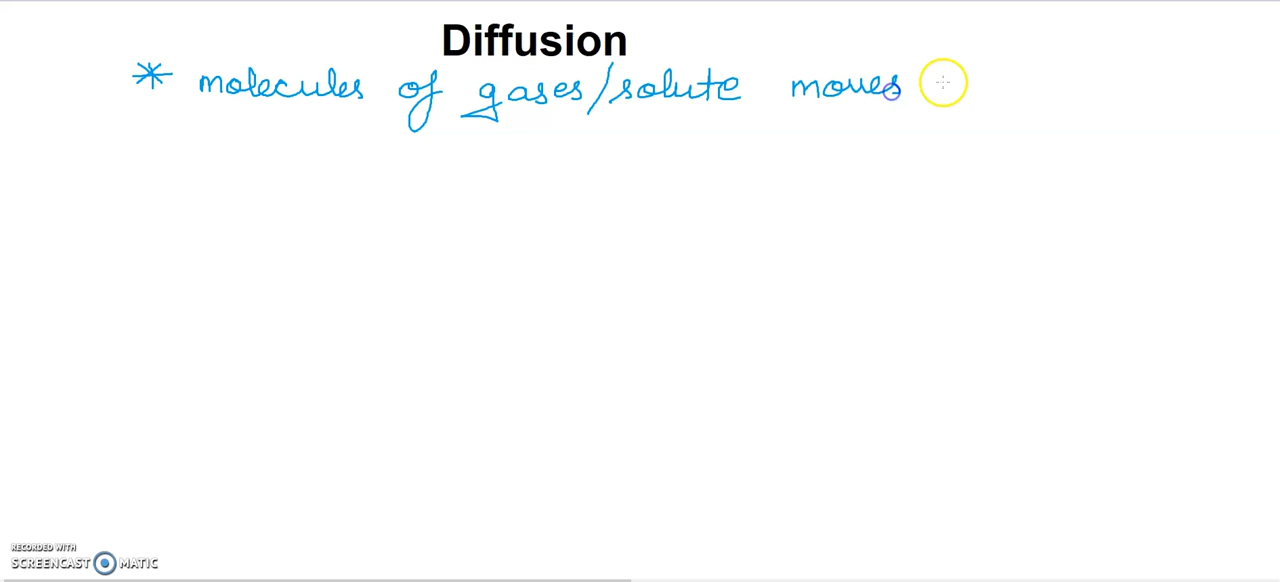 Diffusion
* molecules of gases/solute moves
RECORDED WITH
SCREENCAST MATIC